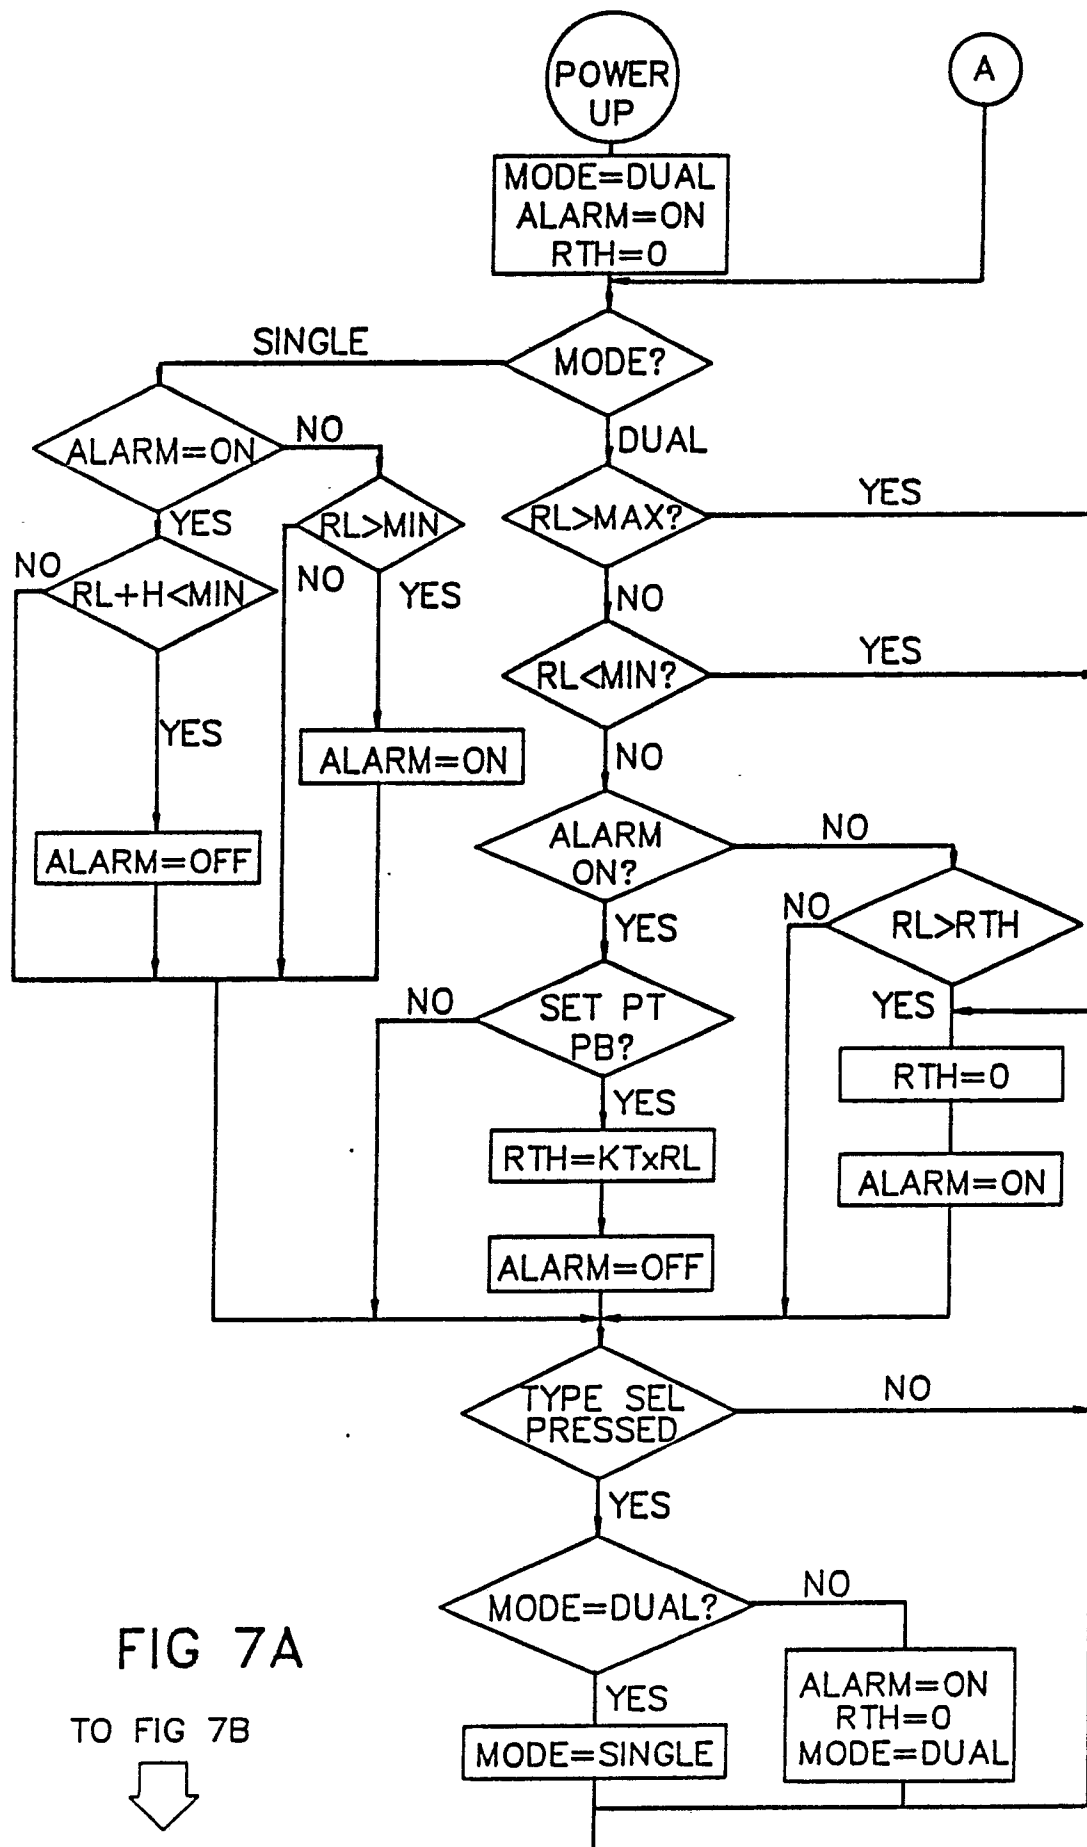 POWER
UP
A
MODE=DUAL
ALARM=ON
RTH=0
SINGLE
MODE?
DUAL
ALARM=ON
NO
YES
RL>MIN
RL>MAX?
YES
NO
RL+H<MIN
NO
YES
NO
RL<MIN?
YES
YES
ALARM=ON
NO
ALARM
ON?
NO
ALARM=OFF
YES
NO
RL>RTH
NO
SET PT
PB?
YES
YES
RTH=0
RTH=KTxRL
ALARM=ON
ALARM=OFF
TYPE SEL
PRESSED
NO
YES
MODE=DUAL?
NO
FIG 7A
YES
ALARM=ON
RTH=0
MODE=DUAL
TO FIG 7B
MODE=SINGLE